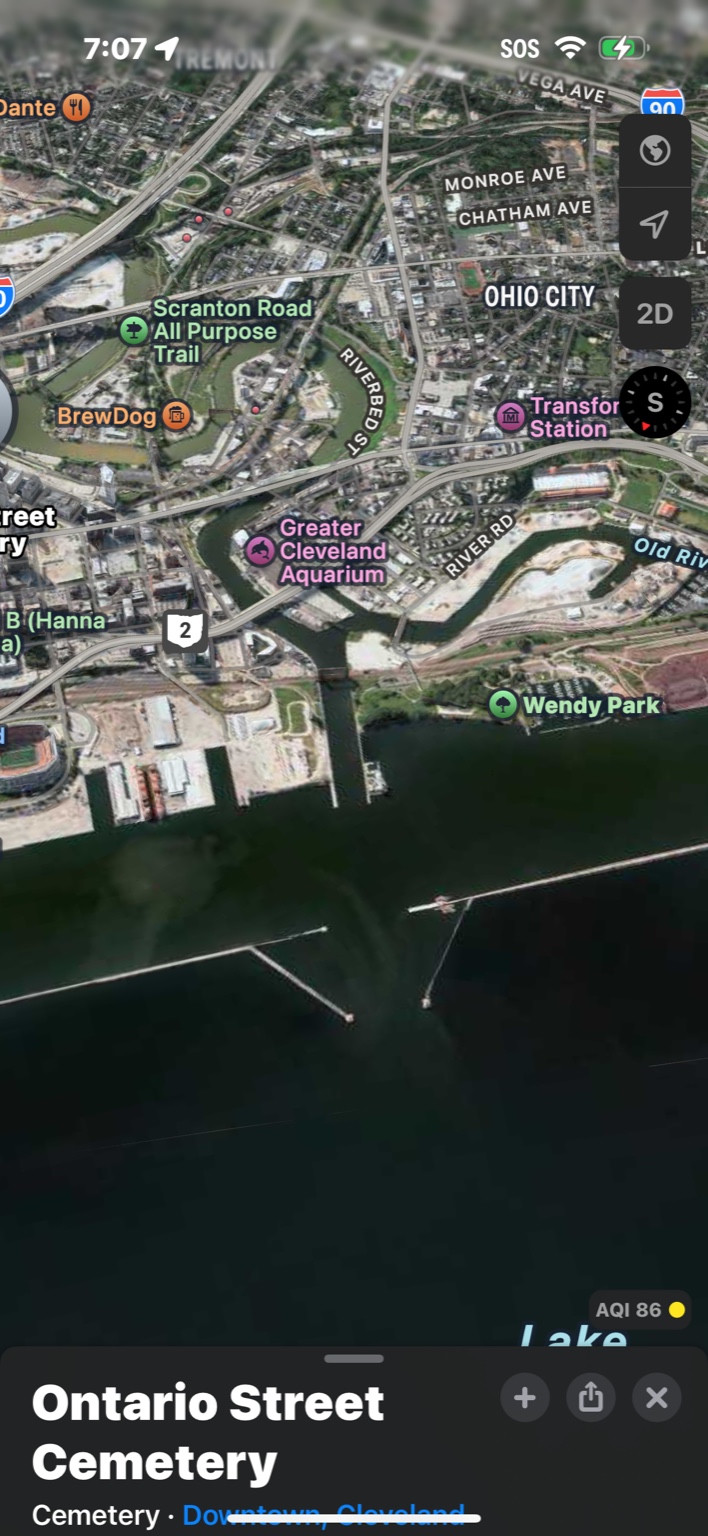 7:07
SOS
TREMONT
VEGA AVE
90
Dante
MONROE AVE
CHATHAM AVE
OHIO CITY
2D
Scranton Road
All Purpose
Trail
RIVERBED ST
BrewDog
S
Transfor
Station
treet
ry
Greater
Cleveland
Aquarium
RIVER RD
Old Riv
B (Hanna
a)
2
Wendy Park
AQI 86
Lake
Ontario Street
Cemetery
Cemetery · Downtown, Cleveland